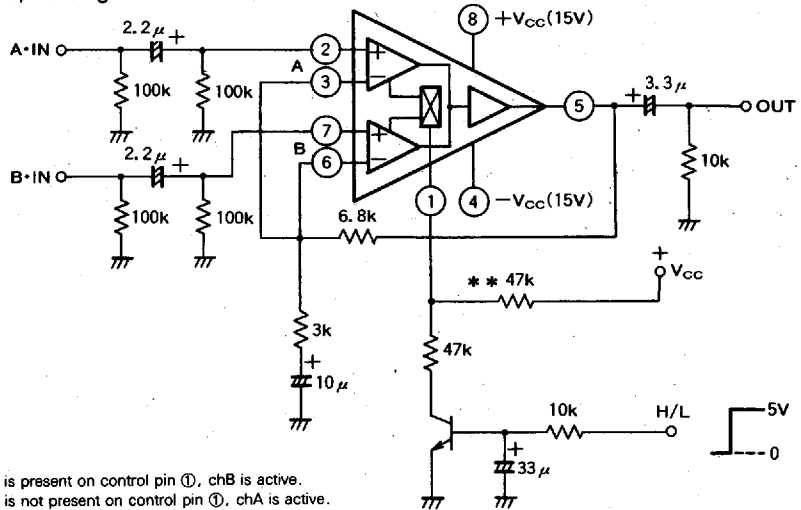 8 +VCC (15V)
2.2μ +
A·IN
2
+
A
3
−
3.3μ
+
OUT
5
100k
100k
7
+
B
6
−
2.2μ +
B·IN
10k
1
4
−VCC (15V)
6.8k
100k
100k
+
VCC
** 47k
3k
47k
+
10μ
10k
H/L
5V
0
+
33μ
is present on control pin ①, chB is active.
is not present on control pin ①, chA is active.